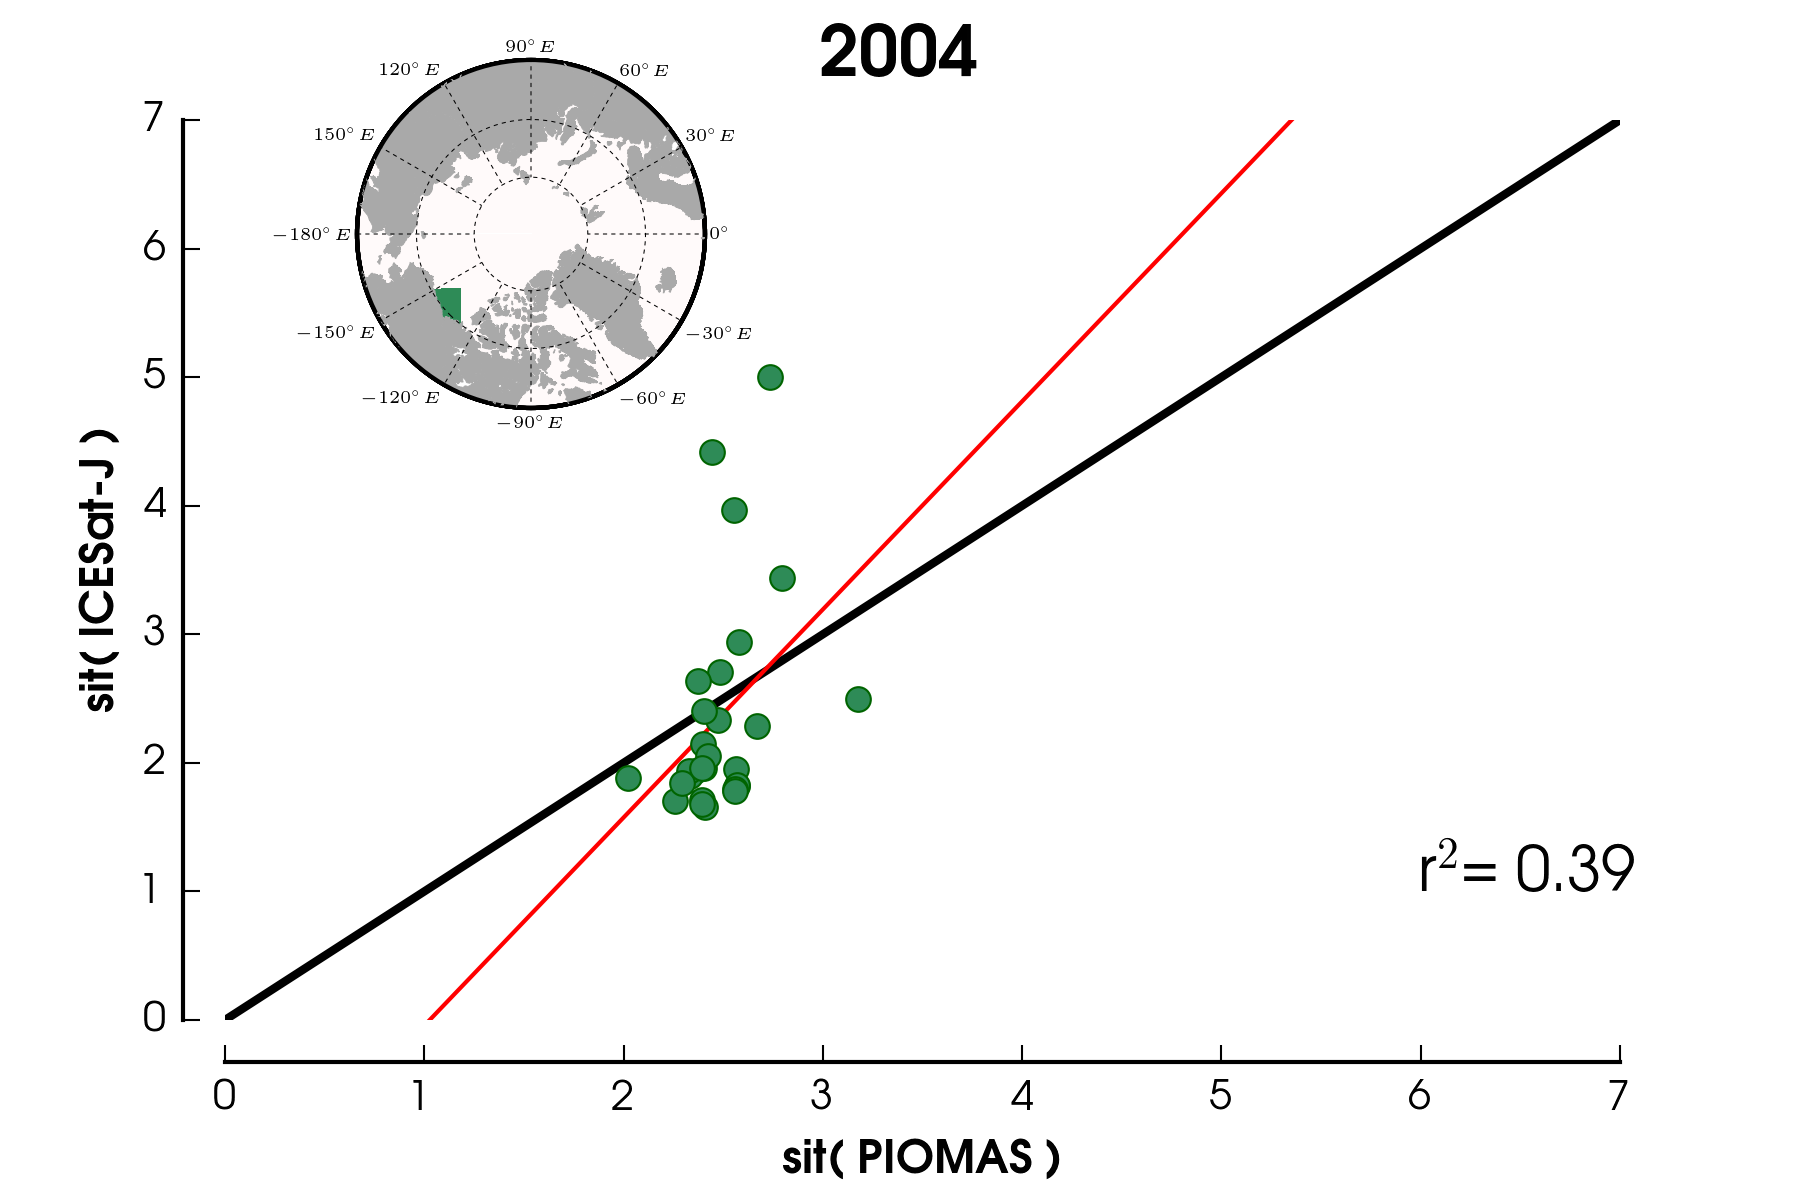 2004
90° E
120° E
60° E
150° E
30° E
−180° E
0°
−150° E
−30° E
−120° E
−60° E
−90° E
7
6
5
4
3
2
1
0
sit( ICESat-J )
r²= 0.39
0 1 2 3 4 5 6 7
sit( PIOMAS )